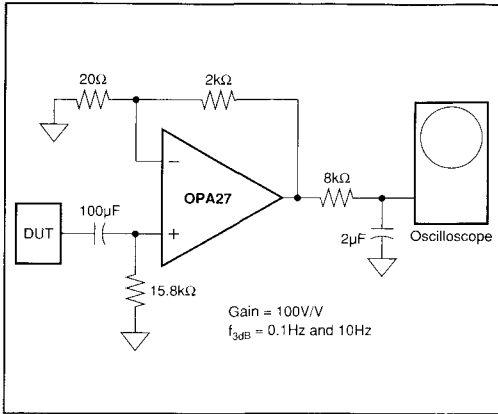 20Ω
2kΩ
−
OPA27
+
8kΩ
100µF
DUT
2µF
Oscilloscope
15.8kΩ
Gain = 100V/V
f3dB = 0.1Hz and 10Hz